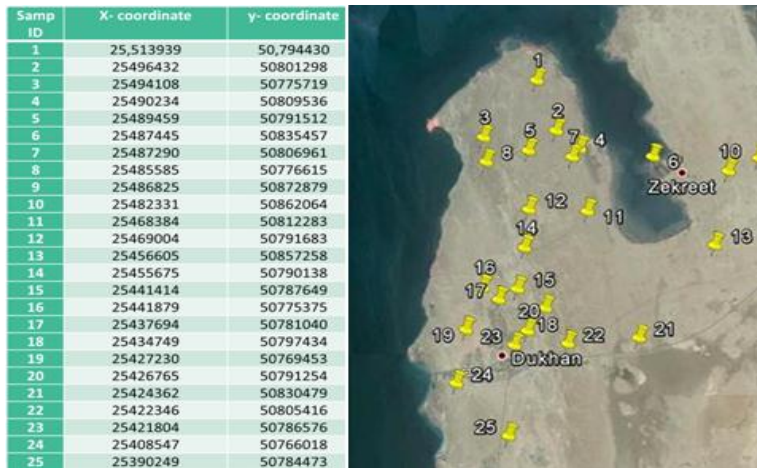 Samp ID X- coordinate y- coordinate
1 25,513939 50,794430
2 25496432 50801298
3 25494108 50775719
4 25490234 50809536
5 25489459 50791512
6 25487445 50835457
7 25487290 50806961
8 25485585 50776615
9 25486825 50872879
10 25482331 50862064
11 25468384 50812283
12 25469004 50791683
13 25456605 50857258
14 25455675 50790138
15 25441414 50787649
16 25441879 50775375
17 25437694 50781040
18 25434749 50797434
19 25427230 50769453
20 25426765 50791254
21 25424362 50830479
22 25422346 50805416
23 25421804 50786576
24 25408547 50766018
25 25390249 50784473
1
2
3
5
7
4
8
6
10
Zekreet
12
11
13
14
16
15
17
20
19
18
23
22
21
Dukhan
24
25